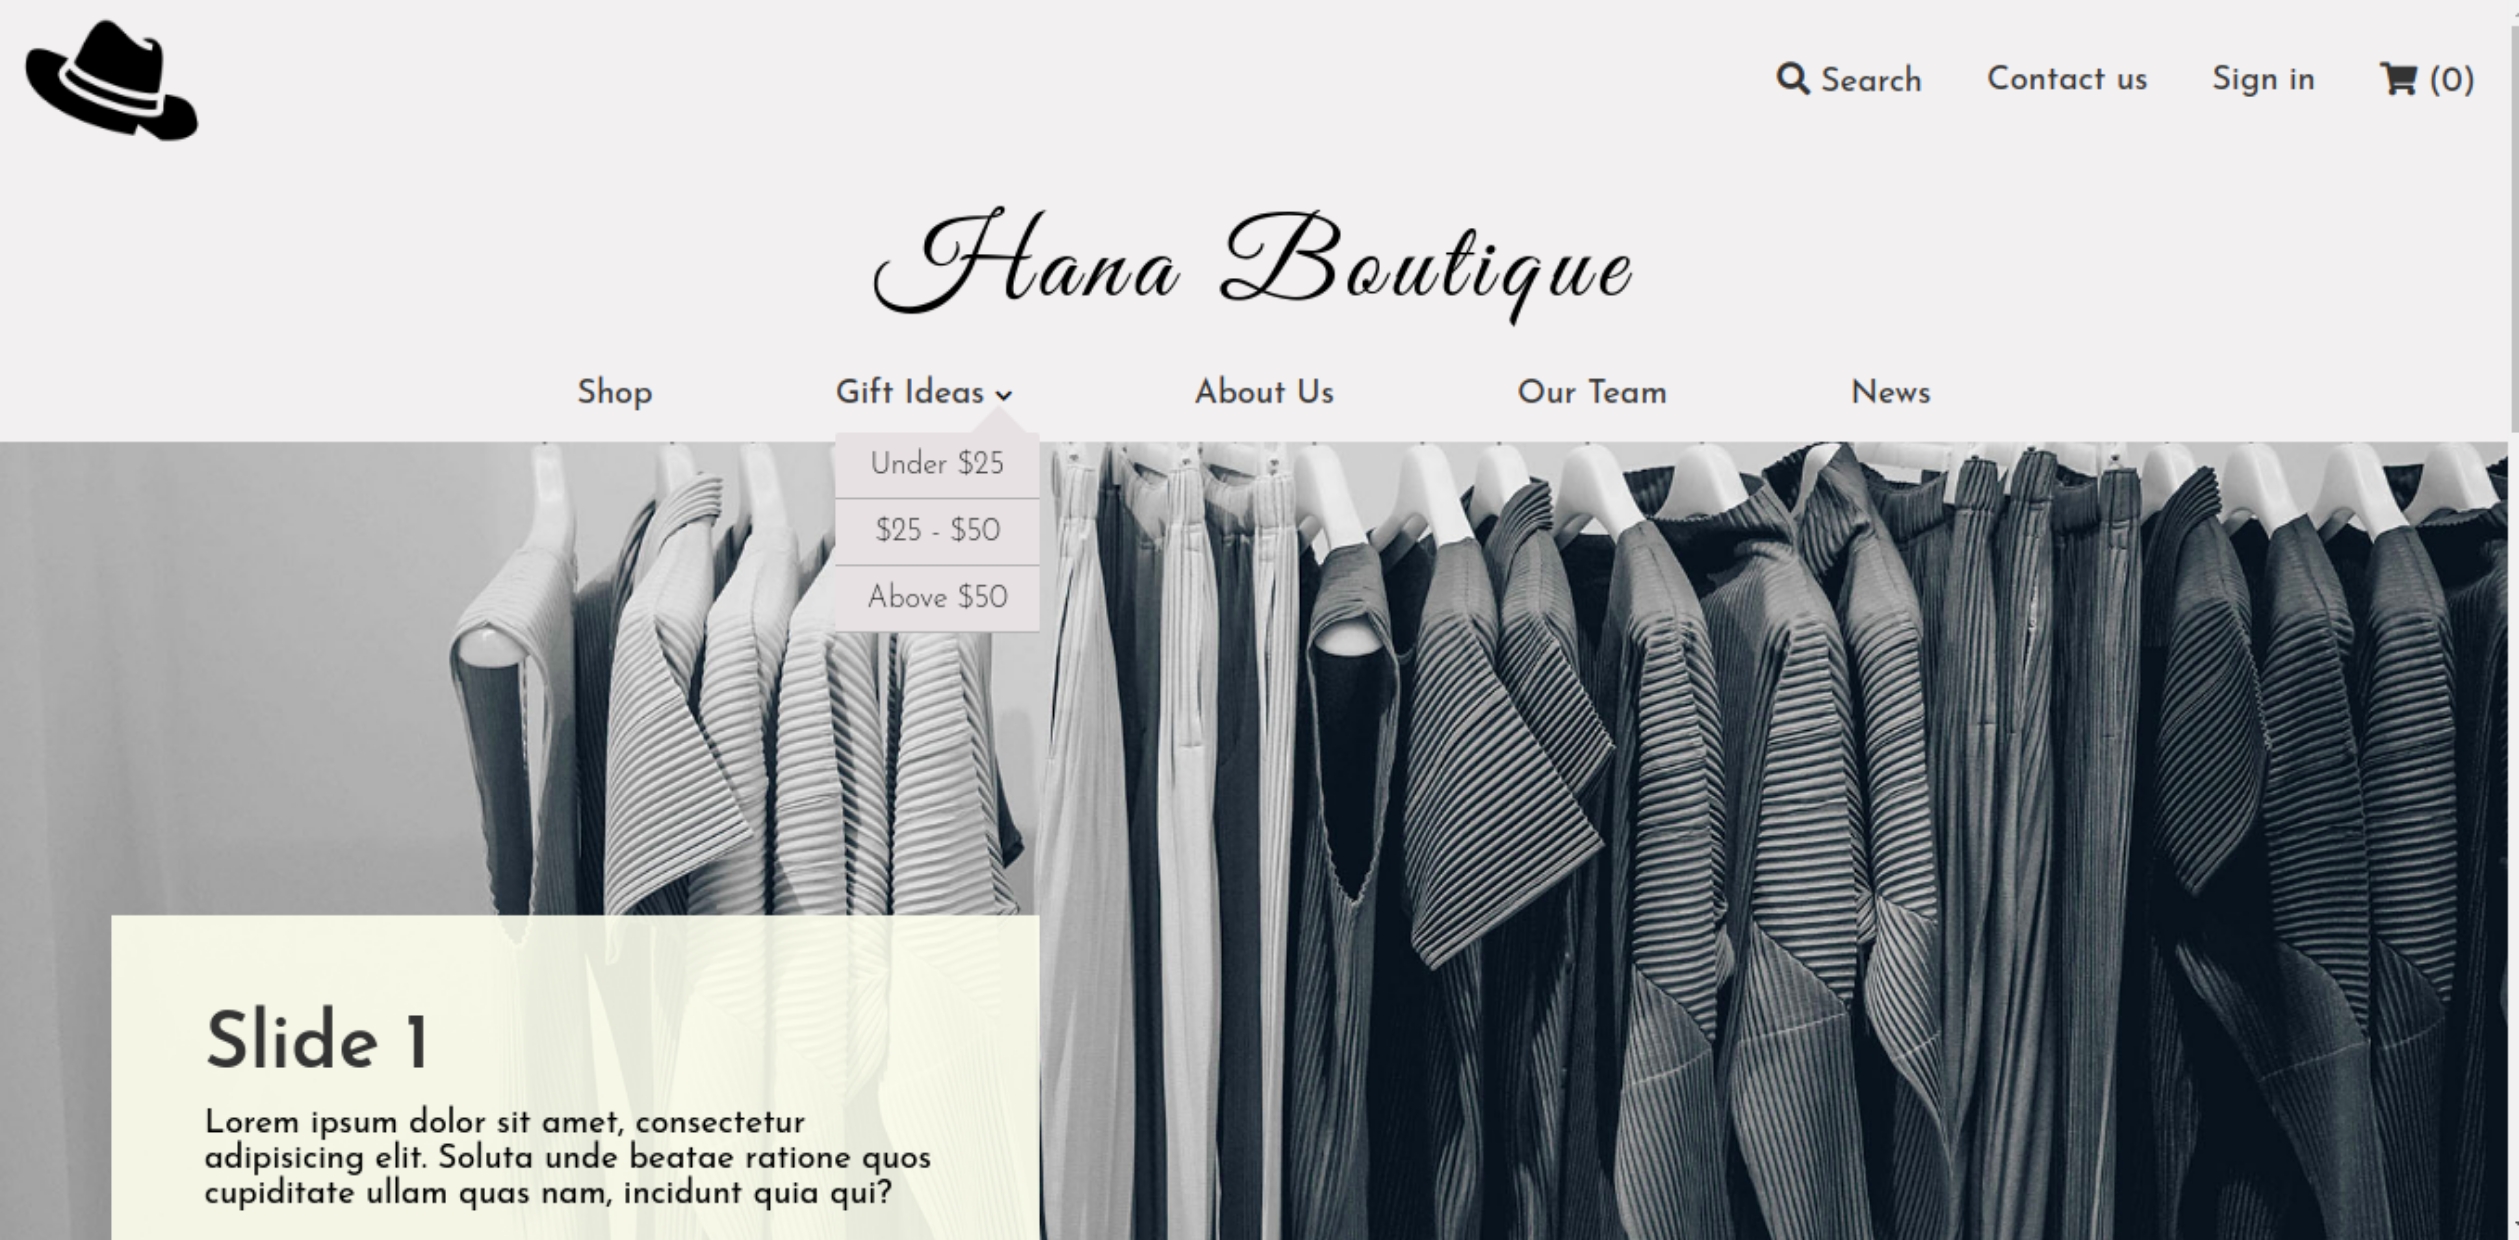 Search
Contact us
Sign in
(0)
Hana Boutique
Shop
Gift Ideas
About Us
Our Team
News
Under $25
$25 - $50
Above $50
Slide 1
Lorem ipsum dolor sit amet, consectetur
adipisicing elit. Soluta unde beatae ratione quos
cupiditate ullam quas nam, incidunt quia qui?